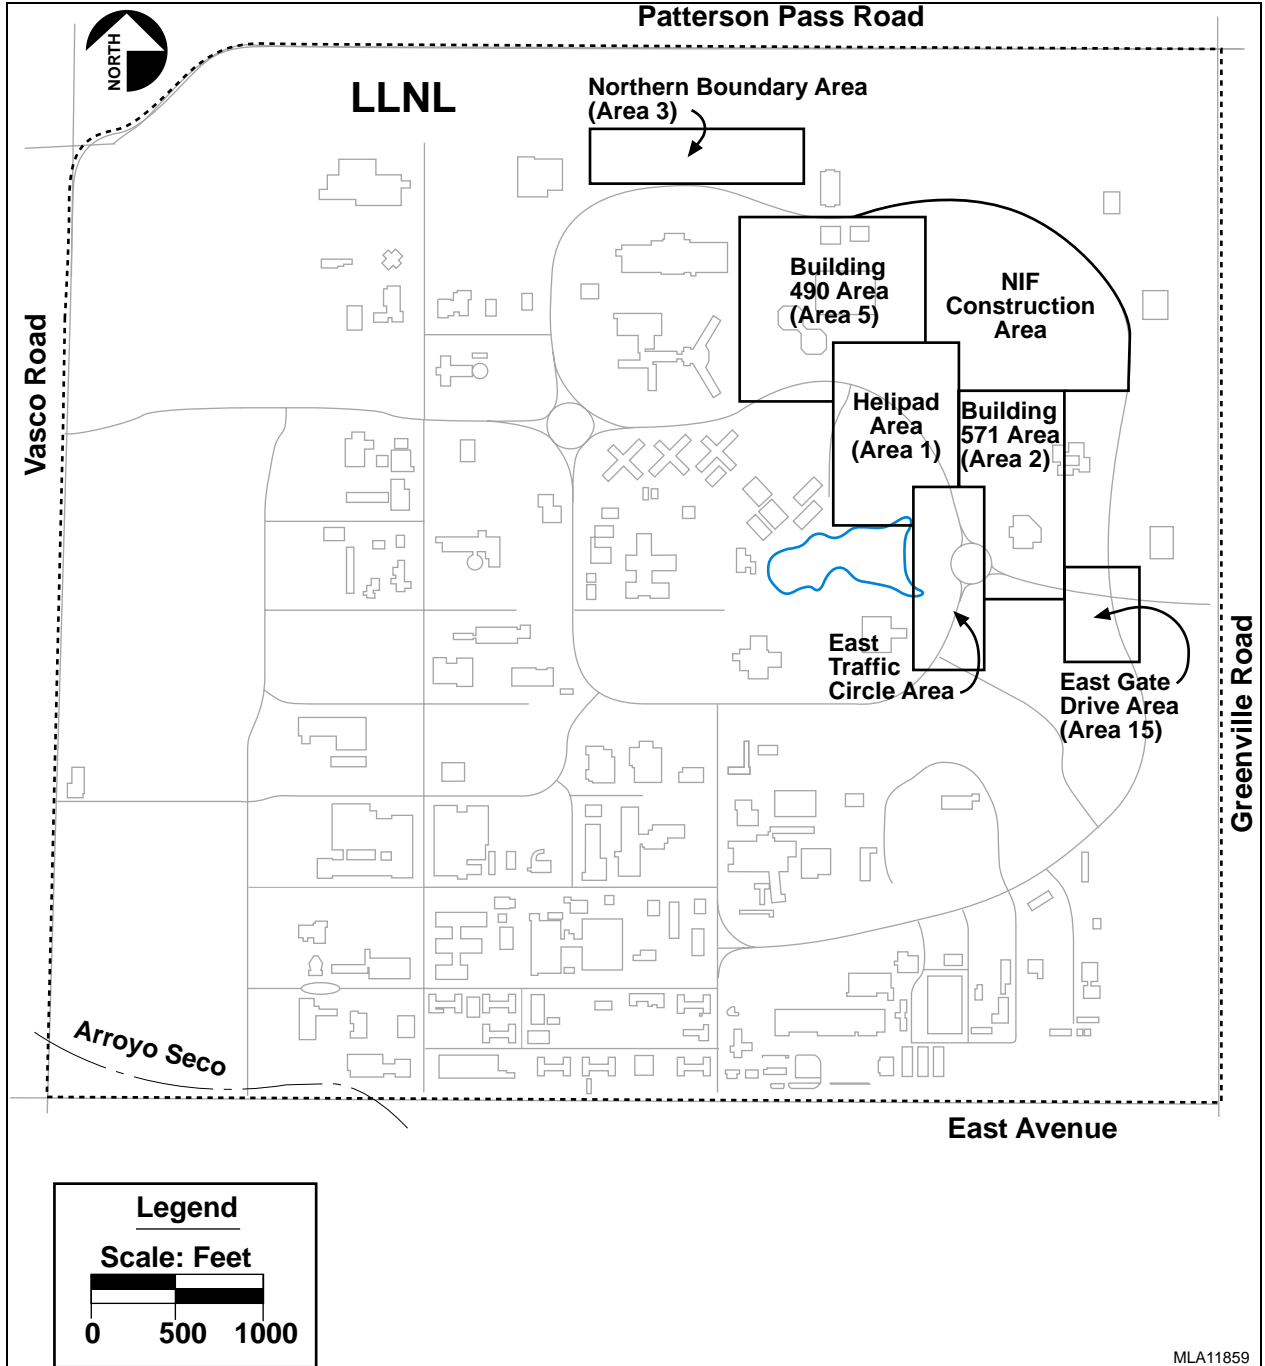 Patterson Pass Road
NORTH
LLNL
Northern Boundary Area
(Area 3)
Building
490 Area
(Area 5)
NIF
Construction
Area
Vasco Road
Helipad
Area
(Area 1)
Building
571 Area
(Area 2)
East
Traffic
Circle Area
East Gate
Drive Area
(Area 15)
Greenville Road
Arroyo Seco
East Avenue
Legend
Scale: Feet
0 500 1000
MLA11859